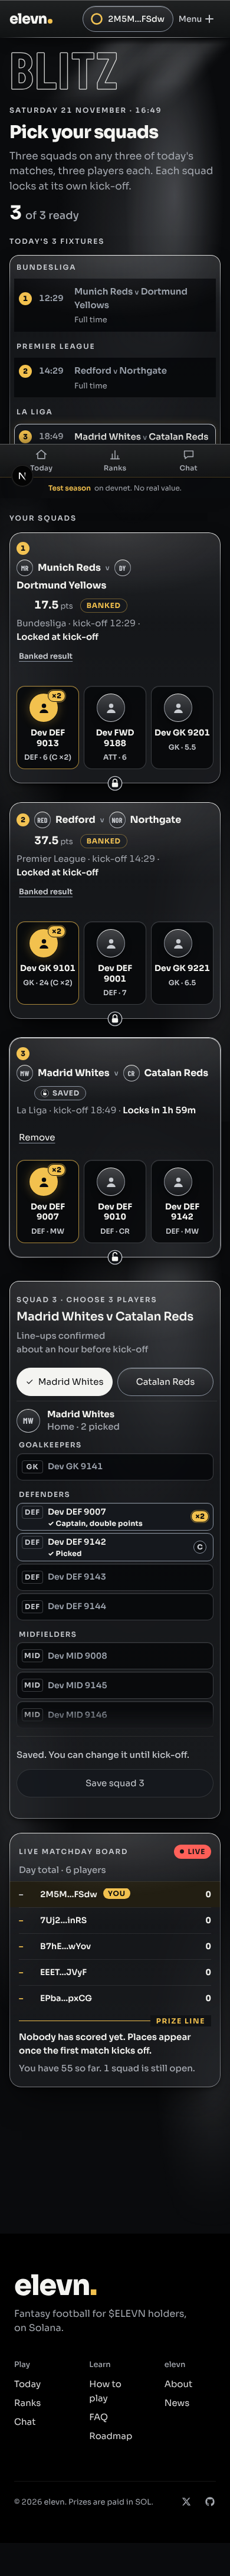 elevn.
2M5M...FSdw
Menu
BLITZ
SATURDAY 21 NOVEMBER · 16:49
Pick your squads
Three squads on any three of today's
matches, three players each. Each squad
locks at its own kick-off.
3 of 3 ready
TODAY'S 3 FIXTURES
BUNDESLIGA
1 12:29 Munich Reds v Dortmund
Yellows
Full time
PREMIER LEAGUE
2 14:29 Redford v Northgate
Full time
LA LIGA
3 18:49 Madrid Whites v Catalan Reds
Today Ranks Chat
N
Test season on devnet. No real value.
YOUR SQUADS
1
MR Munich Reds v DY
Dortmund Yellows
17.5 pts BANKED
Bundesliga · kick-off 12:29 ·
Locked at kick-off
Banked result
×2
Dev DEF
9013
DEF · 6 (C ×2)
Dev FWD
9188
ATT · 6
Dev GK 9201
GK · 5.5
2 RED Redford v NOR Northgate
37.5 pts BANKED
Premier League · kick-off 14:29 ·
Locked at kick-off
Banked result
×2
Dev GK 9101
GK · 24 (C ×2)
Dev DEF
9001
DEF · 7
Dev GK 9221
GK · 6.5
3
MW Madrid Whites v CR Catalan Reds
SAVED
La Liga · kick-off 18:49 · Locks in 1h 59m
Remove
×2
Dev DEF
9007
DEF · MW
Dev DEF
9010
DEF · CR
Dev DEF
9142
DEF · MW
SQUAD 3 · CHOOSE 3 PLAYERS
Madrid Whites v Catalan Reds
Line-ups confirmed
about an hour before kick-off
✓ Madrid Whites
Catalan Reds
MW Madrid Whites
Home · 2 picked
GOALKEEPERS
GK Dev GK 9141
DEFENDERS
DEF Dev DEF 9007 ×2
✓ Captain, double points
DEF Dev DEF 9142 C
✓ Picked
DEF Dev DEF 9143
DEF Dev DEF 9144
MIDFIELDERS
MID Dev MID 9008
MID Dev MID 9145
MID Dev MID 9146
Saved. You can change it until kick-off.
Save squad 3
LIVE MATCHDAY BOARD LIVE
Day total · 6 players
– 2M5M...FSdw YOU 0
– 7Uj2...inRS 0
– B7hE...wYov 0
– EEET...JVyF 0
– EPba...pxCG 0
PRIZE LINE
Nobody has scored yet. Places appear
once the first match kicks off.
You have 55 so far. 1 squad is still open.
elevn.
Fantasy football for $ELEVN holders,
on Solana.
Play Learn elevn
Today How to play About
Ranks FAQ News
Chat Roadmap
© 2026 elevn. Prizes are paid in SOL.